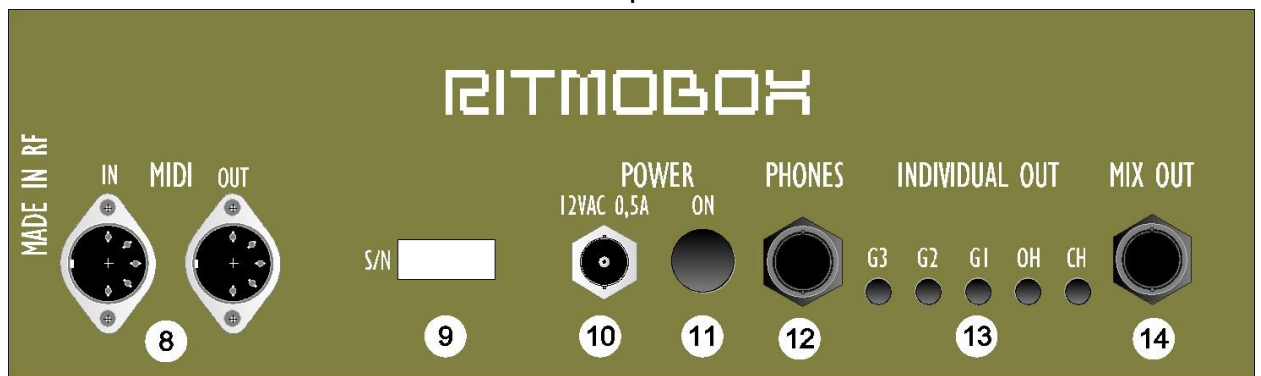 RITMOBOX
MADE IN RF
IN MIDI OUT
S/N
POWER
12VAC 0,5A ON
PHONES
INDIVIDUAL OUT
G3 G2 G1 OH CH
MIX OUT
8 9 10 11 12 13 14